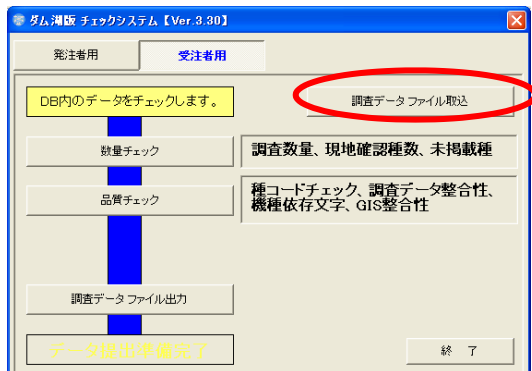 ダム湖版 チェックシステム【Ver.3.30】
発注者用
受注者用
DB内のデータをチェックします。
調査データ ファイル取込
数量チェック
調査数量、現地確認種数、未掲載種
品質チェック
種コードチェック、調査データ整合性、
機種依存文字、GIS整合性
調査データ ファイル出力
データ提出準備完了
終 了